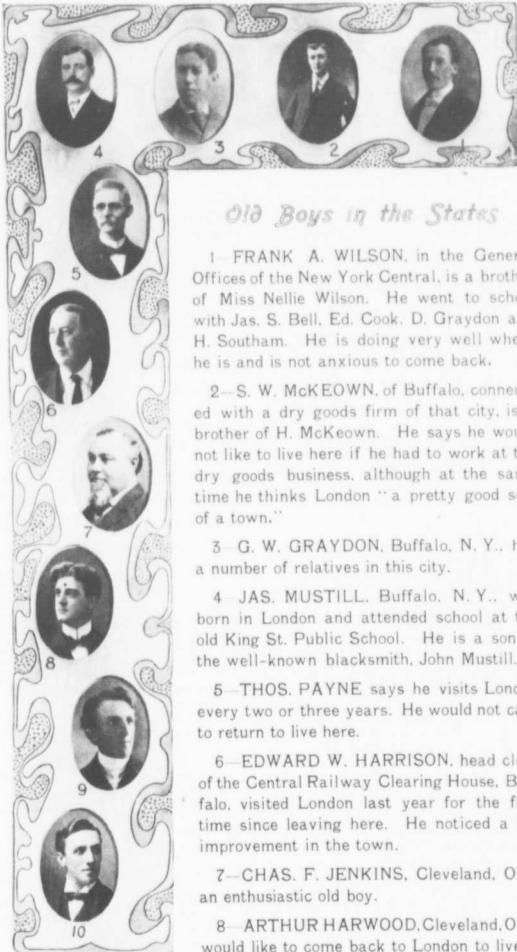 4 3 2 1
5
6
7
8
9
10
Old Boys in the States
1—FRANK A. WILSON, in the Gener
Offices of the New York Central, is a broth
of Miss Nellie Wilson. He went to scho
with Jas. S. Bell, Ed. Cook, D. Graydon a
H. Southam. He is doing very well whe
he is and is not anxious to come back.
2—S. W. McKEOWN, of Buffalo, connec
ed with a dry goods firm of that city, is
brother of H. McKeown. He says he wou
not like to live here if he had to work at t
dry goods business, although at the sa
time he thinks London "a pretty good s
of a town."
3—G. W. GRAYDON, Buffalo, N. Y., h
a number of relatives in this city.
4—JAS. MUSTILL, Buffalo, N. Y., w
born in London and attended school at t
old King St. Public School. He is a son
the well-known blacksmith, John Mustill.
5—THOS. PAYNE says he visits Lond
every two or three years. He would not ca
to return to live here.
6—EDWARD W. HARRISON, head cle
of the Central Railway Clearing House, B
falo, visited London last year for the f
time since leaving here. He noticed a
improvement in the town.
7—CHAS. F. JENKINS, Cleveland, O
an enthusiastic old boy.
8—ARTHUR HARWOOD, Cleveland, O
would like to come back to London to live